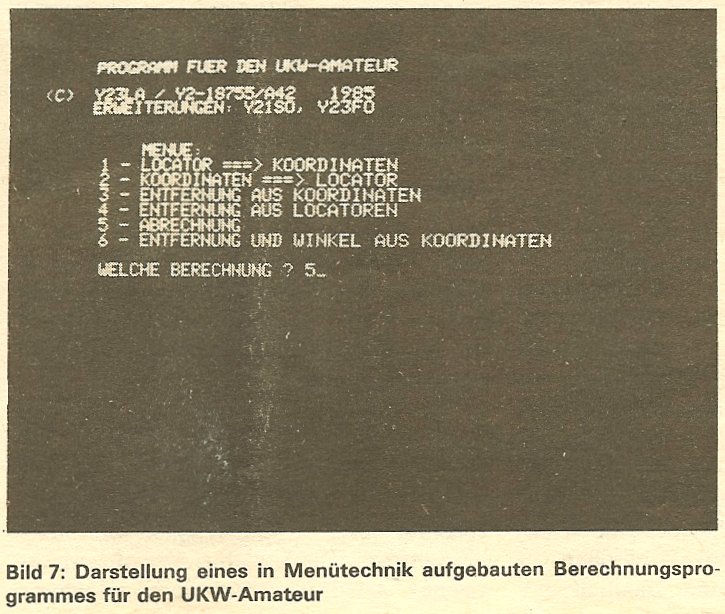 PROGRAMM FUER DEN UKW-AMATEUR
(C) Y23LA / Y2-18755/A42 1985
ERWEITERUNGEN: Y21SO, Y23FO
MENUE:
1 - LOCATOR ===> KOORDINATEN
2 - KOORDINATEN ===> LOCATOR
3 - ENTFERNUNG AUS KOORDINATEN
4 - ENTFERNUNG AUS LOCATOREN
5 - ABRECHNUNG
6 - ENTFERNUNG UND WINKEL AUS KOORDINATEN
WELCHE BERECHNUNG ? 5_
Bild 7: Darstellung eines in Menütechnik aufgebauten Berechnungspro-
grammes für den UKW-Amateur